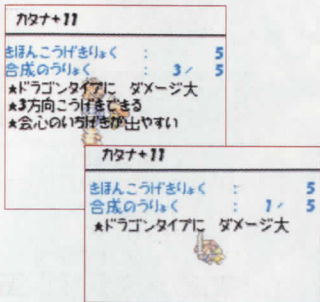 カタナ+11
きほんこうげきりょく : 5
合成のうりょく : 3/ 5
★ドラゴンタイプに ダメージ大
★3方向こうげきできる
★会心のいちげきが出やすい
カタナ+11
きほんこうげきりょく : 5
合成のうりょく : 1/ 5
★ドラゴンタイプに ダメージ大